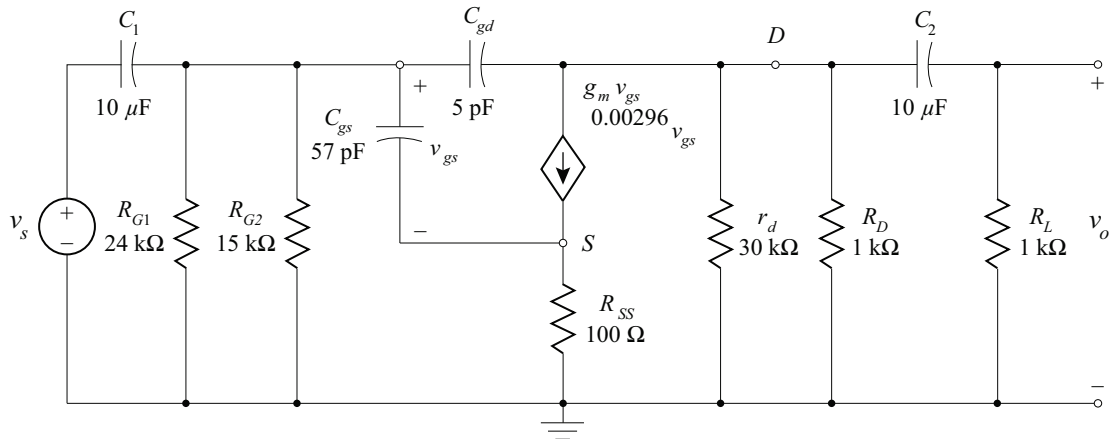 C1
10 μF
Cgd
5 pF
D
C2
10 μF
+
gm vgs
0.00296 vgs
+
Cgs
57 pF
vgs
−
vs
+
−
RG1
24 kΩ
RG2
15 kΩ
S
RSS
100 Ω
rd
30 kΩ
RD
1 kΩ
RL
1 kΩ
vo
−